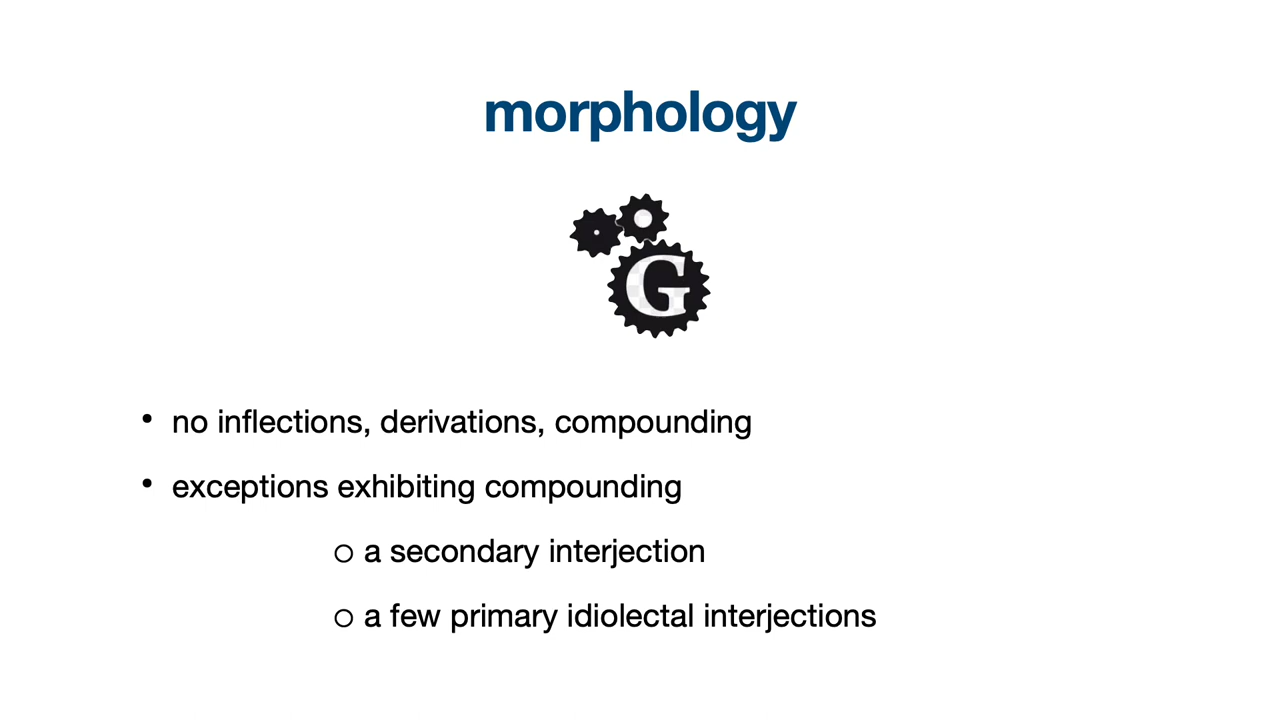 morphology
G
• no inflections, derivations, compounding
• exceptions exhibiting compounding
○ a secondary interjection
○ a few primary idiolectal interjections